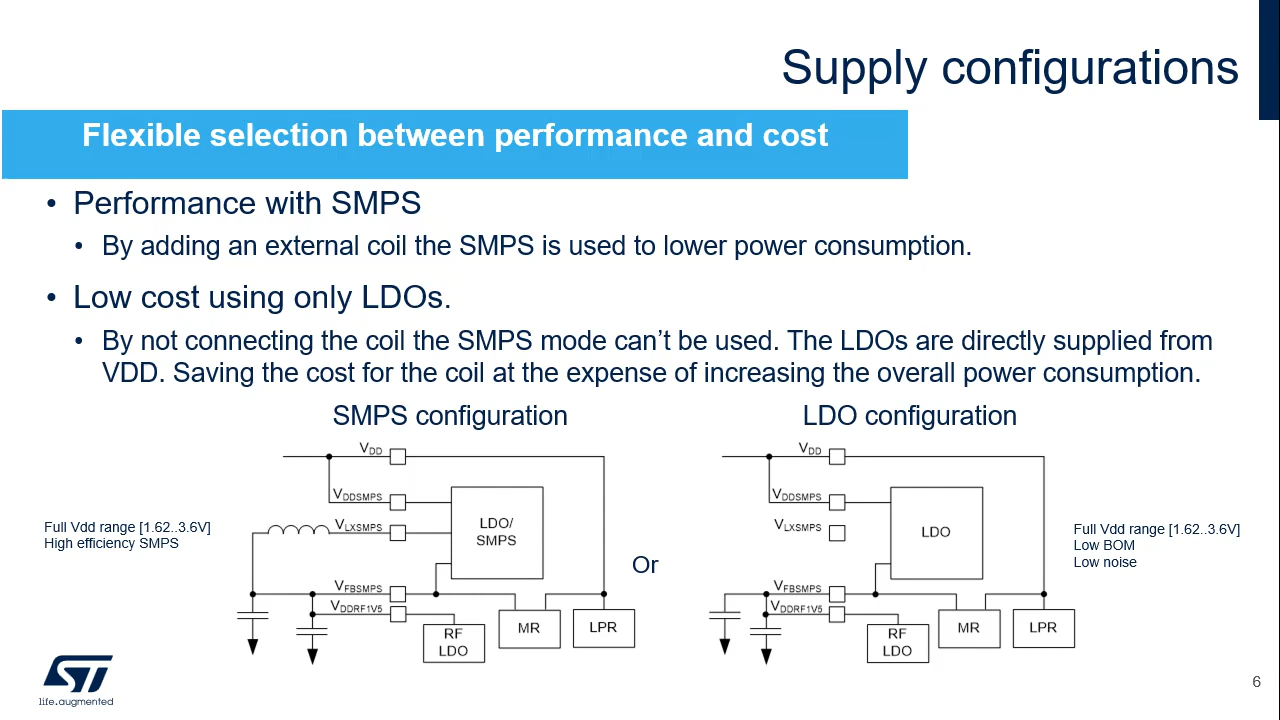 Supply configurations
Flexible selection between performance and cost
• Performance with SMPS
• By adding an external coil the SMPS is used to lower power consumption.
• Low cost using only LDOs.
• By not connecting the coil the SMPS mode can’t be used. The LDOs are directly supplied from
VDD. Saving the cost for the coil at the expense of increasing the overall power consumption.
SMPS configuration
VDD
VDDSMPS
VLXSMPS
LDO/
SMPS
Full Vdd range [1.62..3.6V]
High efficiency SMPS
VFBSMPS
VDDRF1V5
RF
LDO
MR
LPR
Or
LDO configuration
VDD
VDDSMPS
VLXSMPS
LDO
Full Vdd range [1.62..3.6V]
Low BOM
Low noise
VFBSMPS
VDDRF1V5
RF
LDO
MR
LPR
ST
life.augmented
6